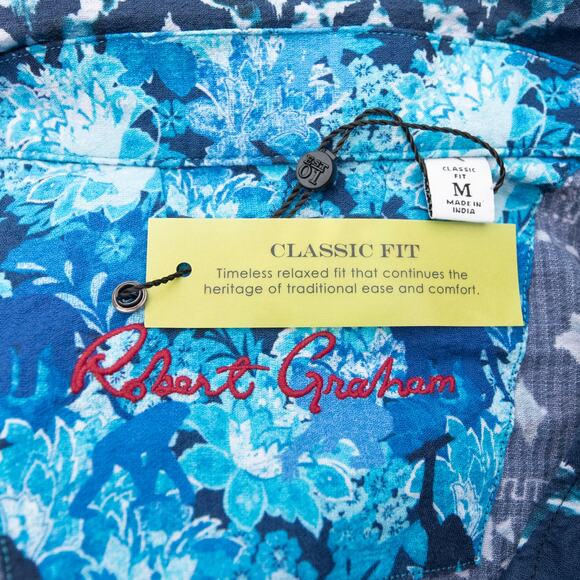 CLASSIC
FIT
M
MADE IN
INDIA
CLASSIC FIT
Timeless relaxed fit that continues the
heritage of traditional ease and comfort.
Robert Graham